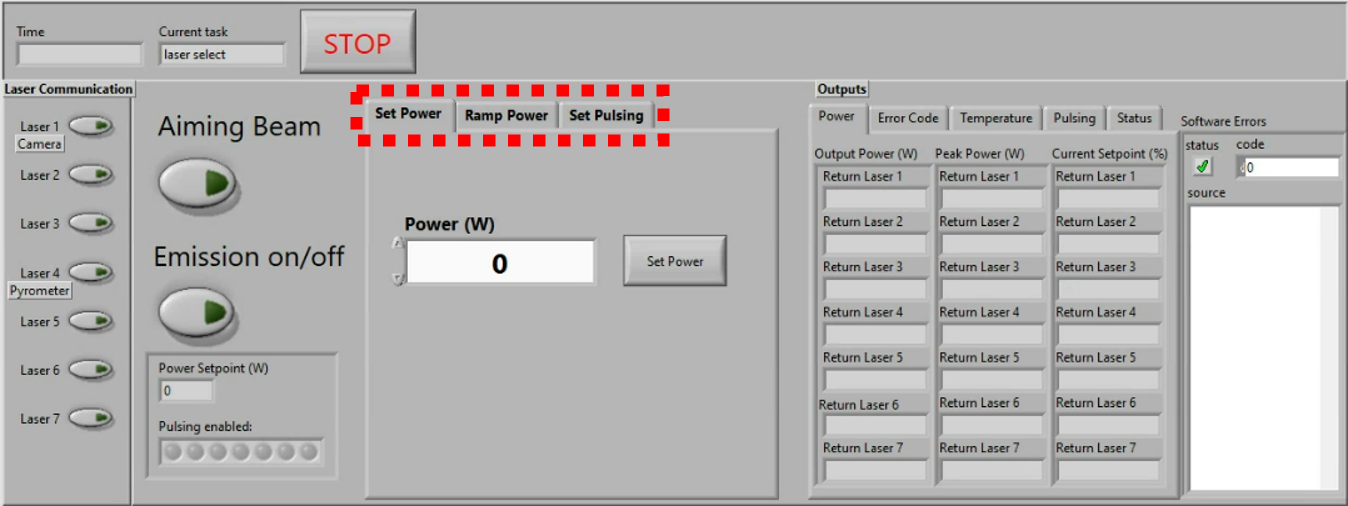 Time
Current task
laser select
STOP
Laser Communication
Laser 1
Camera
Laser 2
Laser 3
Laser 4
Pyrometer
Laser 5
Laser 6
Laser 7
Aiming Beam
Emission on/off
Power Setpoint (W)
0
Pulsing enabled:
Set Power Ramp Power Set Pulsing
Power (W)
0
Set Power
Outputs
Power Error Code Temperature Pulsing Status
Output Power (W) Peak Power (W) Current Setpoint (%)
Return Laser 1 Return Laser 1 Return Laser 1
Return Laser 2 Return Laser 2 Return Laser 2
Return Laser 3 Return Laser 3 Return Laser 3
Return Laser 4 Return Laser 4 Return Laser 4
Return Laser 5 Return Laser 5 Return Laser 5
Return Laser 6 Return Laser 6 Return Laser 6
Return Laser 7 Return Laser 7 Return Laser 7
Software Errors
status code
0
source